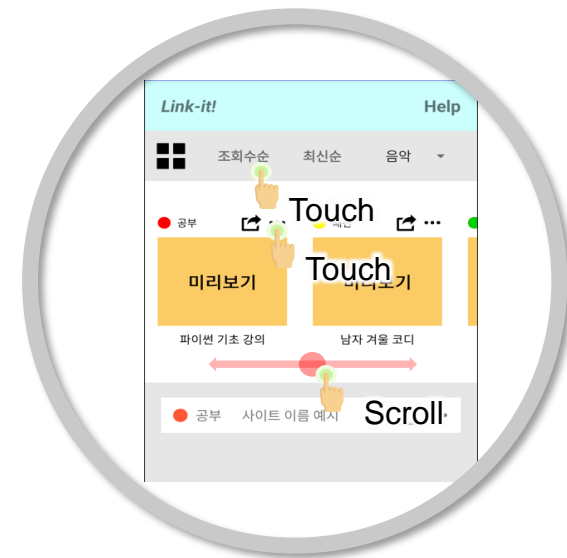 Link-it! Help
조회수순 최신순 음악
Touch
공부
Touch
미리보기
파이썬 기초 강의 남자 겨울 코디
공부 사이트 이름 예시 Scroll